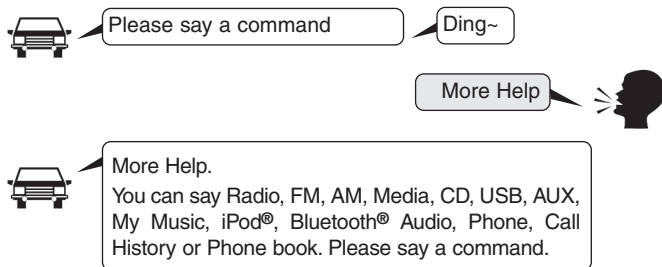 Please say a command
Ding~
More Help
More Help.
You can say Radio, FM, AM, Media, CD, USB, AUX,
My Music, iPod®, Bluetooth® Audio, Phone, Call
History or Phone book. Please say a command.